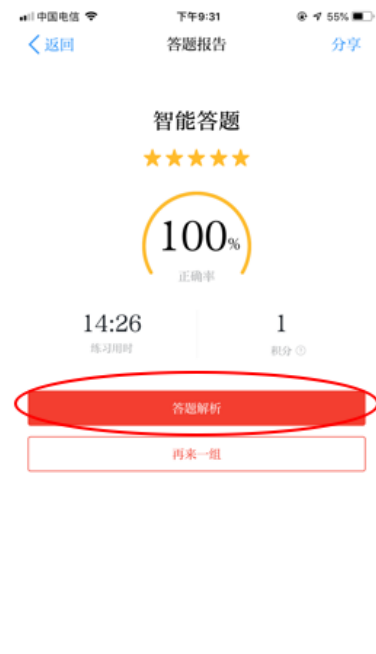 中国电信 下午9:31 55%
返回 答题报告 分享
智能答题
100%
正确率
14:26 1
练习用时 积分
答题解析
再来一组